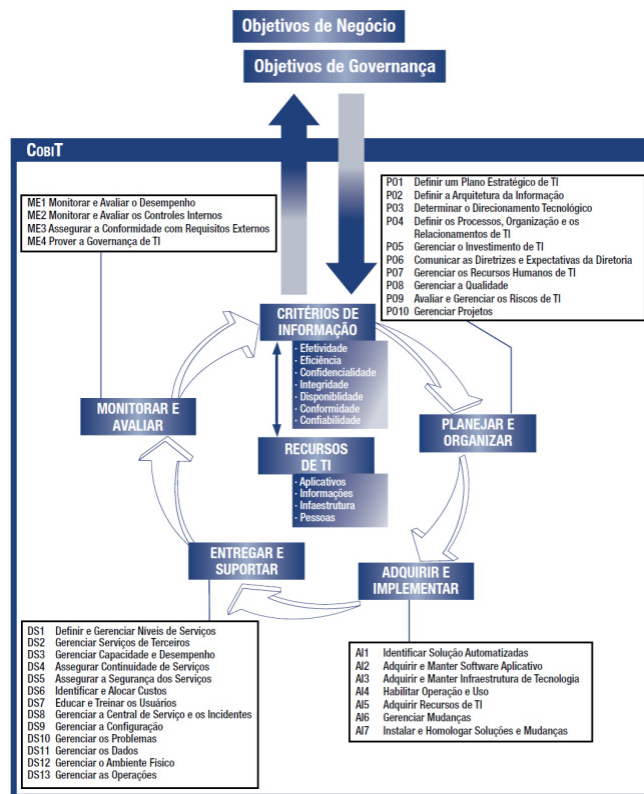 Objetivos de Negócio
Objetivos de Governança
COBIT
ME1 Monitorar e Avaliar o Desempenho
ME2 Monitorar e Avaliar os Controles Internos
ME3 Assegurar a Conformidade com Requisitos Externos
ME4 Prover a Governança de TI
PO1 Definir um Plano Estratégico de TI
PO2 Definir a Arquitetura da Informação
PO3 Determinar o Direcionamento Tecnológico
PO4 Definir os Processos, Organização e os
Relacionamentos de TI
PO5 Gerenciar o Investimento de TI
PO6 Comunicar as Diretrizes e Expectativas da Diretoria
PO7 Gerenciar os Recursos Humanos de TI
PO8 Gerenciar a Qualidade
PO9 Avaliar e Gerenciar os Riscos de TI
PO10 Gerenciar Projetos
CRITÉRIOS DE
INFORMAÇÃO
- Efetividade
- Eficiência
- Confidencialidade
- Integridade
- Disponiblidade
- Conformidade
- Confiabilidade
MONITORAR E
AVALIAR
PLANEJAR E
ORGANIZAR
RECURSOS
DE TI
- Aplicativos
- Informações
- Infaestrutura
- Pessoas
ENTREGAR E
SUPORTAR
ADQUIRIR E
IMPLEMENTAR
DS1 Definir e Gerenciar Níveis de Serviços
DS2 Gerenciar Serviços de Terceiros
DS3 Gerenciar Capacidade e Desempenho
DS4 Assegurar Continuidade de Serviços
DS5 Assegurar a Segurança dos Serviços
DS6 Identificar e Alocar Custos
DS7 Educar e Treinar os Usuários
DS8 Gerenciar a Central de Serviço e os Incidentes
DS9 Gerenciar a Configuração
DS10 Gerenciar os Problemas
DS11 Gerenciar os Dados
DS12 Gerenciar o Ambiente Físico
DS13 Gerenciar as Operações
AI1 Identificar Solução Automatizadas
AI2 Adquirir e Manter Software Aplicativo
AI3 Adquirir e Manter Infraestrutura de Tecnologia
AI4 Habilitar Operação e Uso
AI5 Adquirir Recursos de TI
AI6 Gerenciar Mudanças
AI7 Instalar e Homologar Soluções e Mudanças